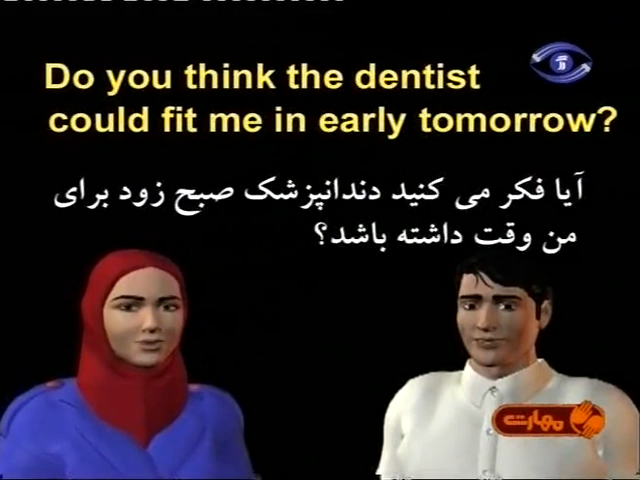 Do you think the dentist
could fit me in early tomorrow?
آیا فکر می کنید دندانپزشک صبح زود برای
من وقت داشته باشد؟
مهارت